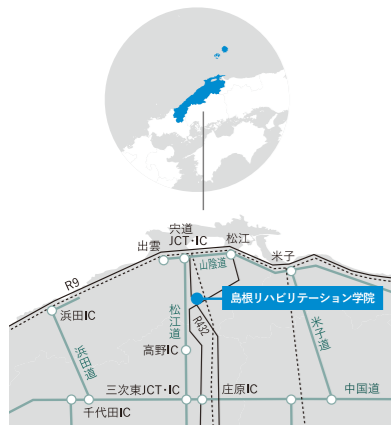 宍道
JCT・IC
松江
出雲
米子
山陰道
R9
島根リハビリテーション学院
浜田IC
松江道
R432
米子道
浜田道
高野IC
三次東JCT・IC
庄原IC
中国道
千代田IC